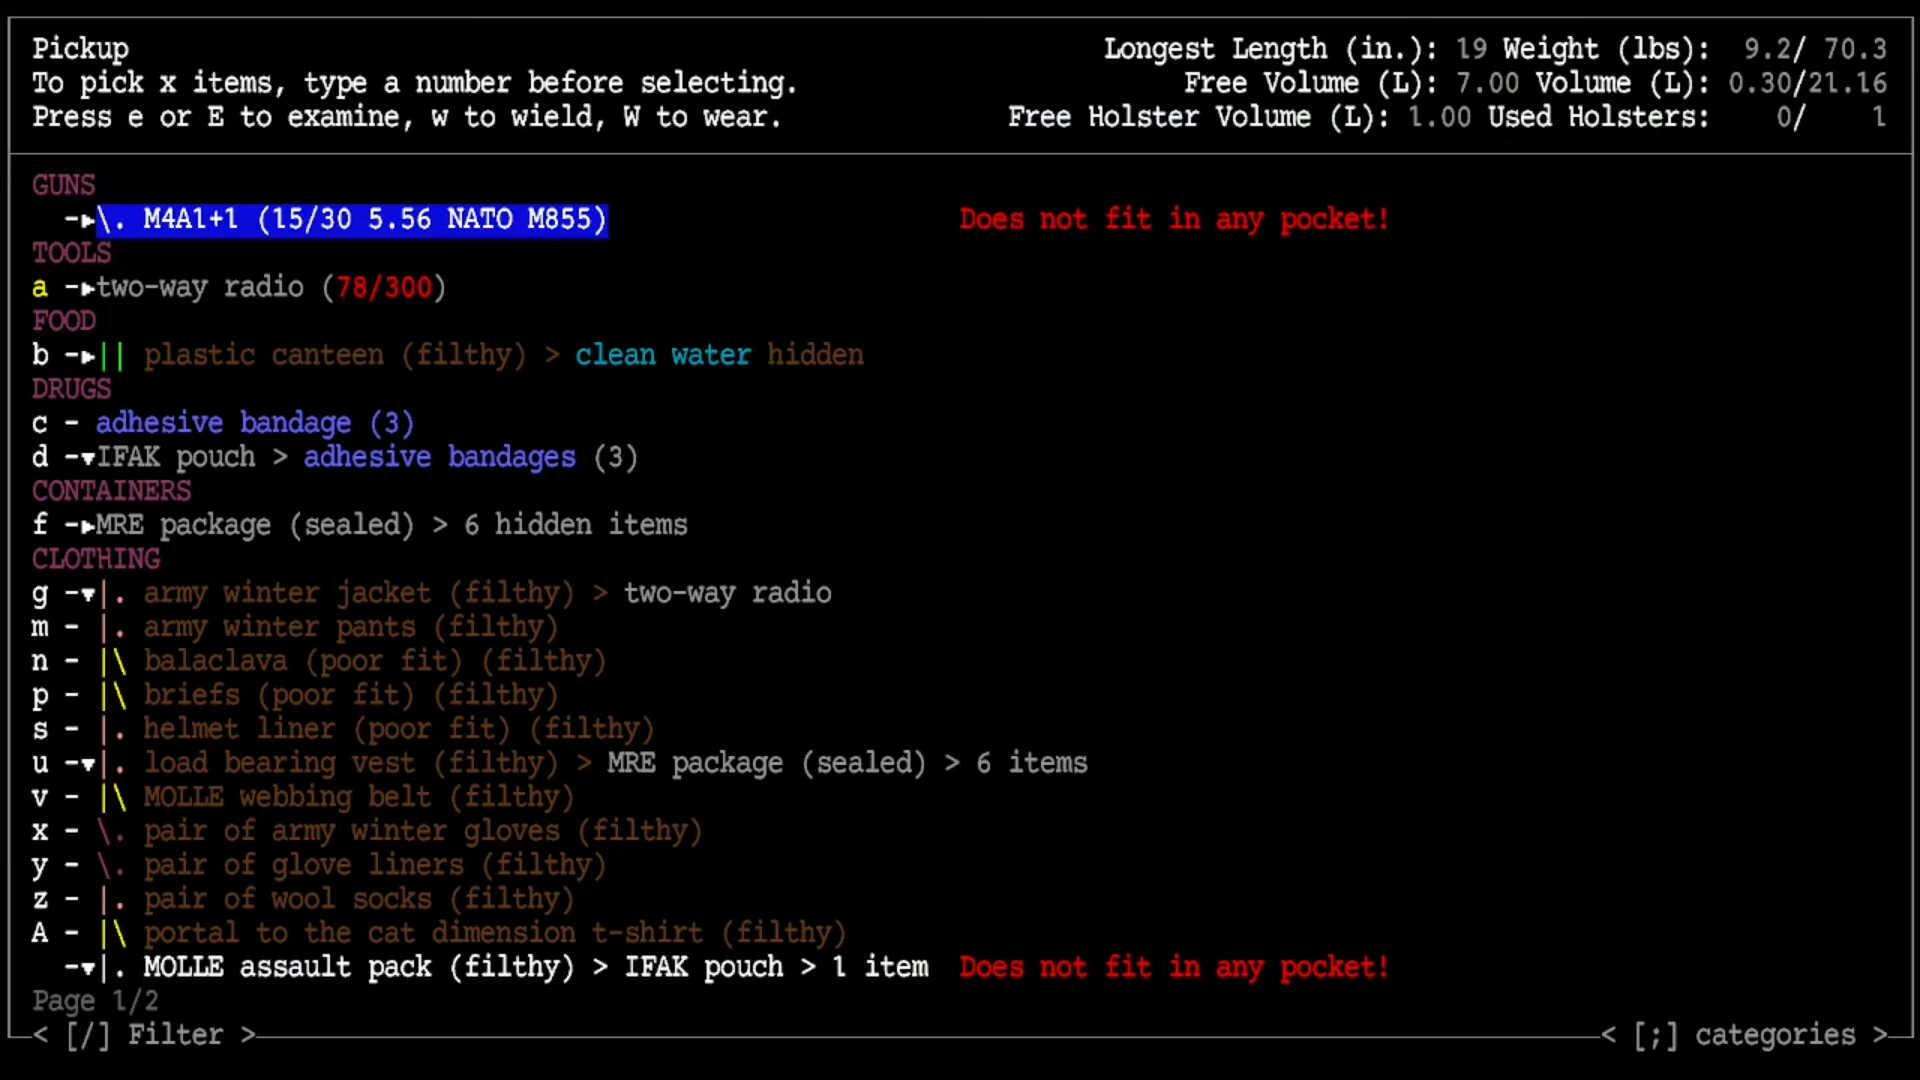 Pickup Longest Length (in.): 19 Weight (lbs): 9.2/ 70.3
To pick x items, type a number before selecting. Free Volume (L): 7.00 Volume (L): 0.30/21.16
Press e or E to examine, w to wield, W to wear. Free Holster Volume (L): 1.00 Used Holsters: 0/ 1
GUNS
-▸\. M4A1+1 (15/30 5.56 NATO M855) Does not fit in any pocket!
TOOLS
a -▸two-way radio (78/300)
FOOD
b -▸|| plastic canteen (filthy) > clean water hidden
DRUGS
c - adhesive bandage (3)
d -▾IFAK pouch > adhesive bandages (3)
CONTAINERS
f -▸MRE package (sealed) > 6 hidden items
CLOTHING
g -▾|. army winter jacket (filthy) > two-way radio
m - |. army winter pants (filthy)
n - |\ balaclava (poor fit) (filthy)
p - |\ briefs (poor fit) (filthy)
s - |. helmet liner (poor fit) (filthy)
u -▾|. load bearing vest (filthy) > MRE package (sealed) > 6 items
v - |\ MOLLE webbing belt (filthy)
x - \. pair of army winter gloves (filthy)
y - \. pair of glove liners (filthy)
z - |. pair of wool socks (filthy)
A - |\ portal to the cat dimension t-shirt (filthy)
-▾|. MOLLE assault pack (filthy) > IFAK pouch > 1 item Does not fit in any pocket!
Page 1/2
< [/] Filter > < [;] categories >